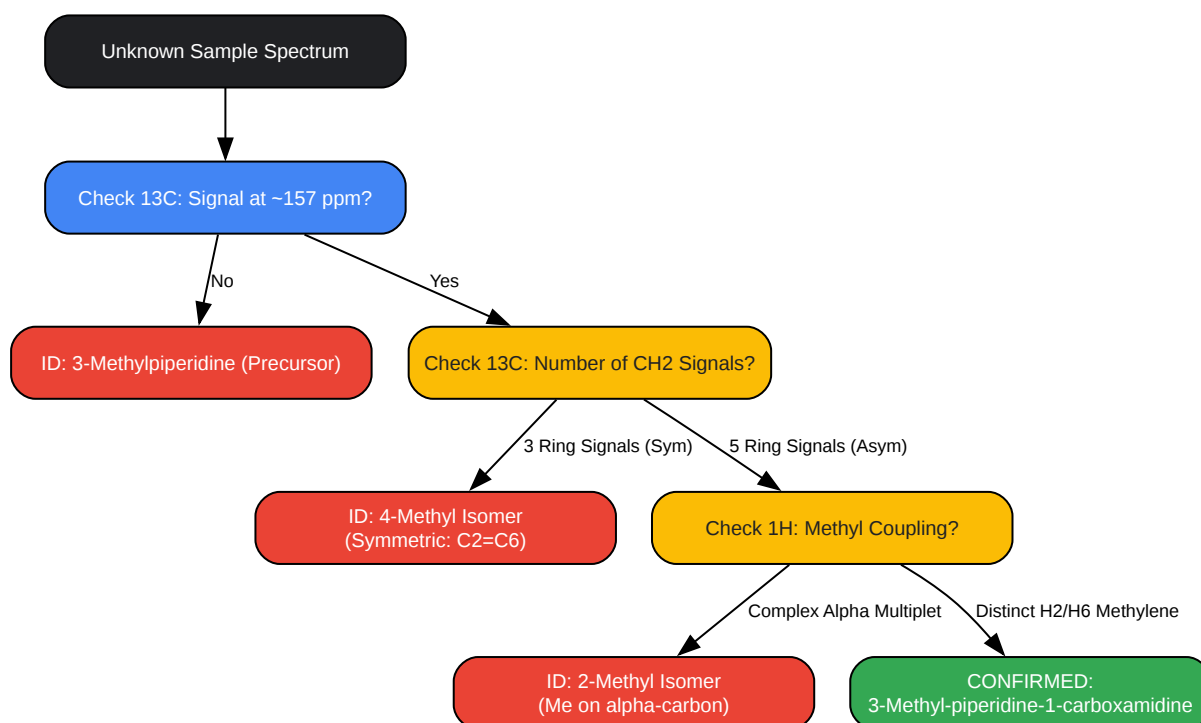 Unknown Sample Spectrum
Check 13C: Signal at ~157 ppm?
No
Yes
ID: 3-Methylpiperidine (Precursor)
Check 13C: Number of CH2 Signals?
3 Ring Signals (Sym)
5 Ring Signals (Asym)
ID: 4-Methyl Isomer
(Symmetric: C2=C6)
Check 1H: Methyl Coupling?
Complex Alpha Multiplet
Distinct H2/H6 Methylene
ID: 2-Methyl Isomer
(Me on alpha-carbon)
CONFIRMED:
3-Methyl-piperidine-1-carboxamidine